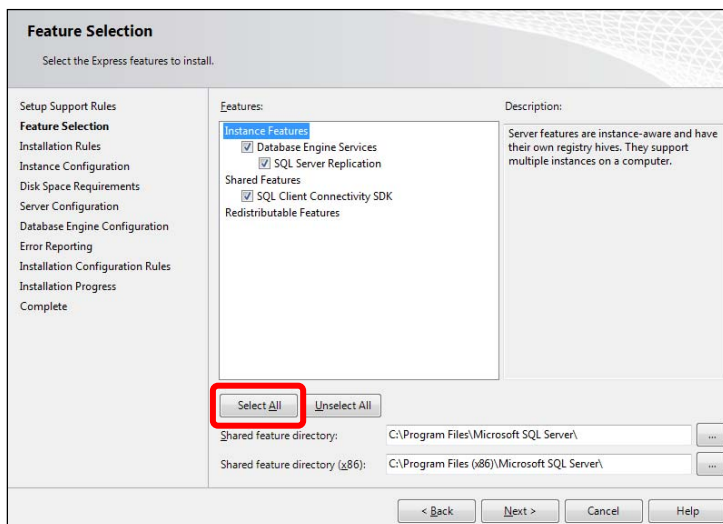 Feature Selection
Select the Express features to install.
Setup Support Rules
Feature Selection
Installation Rules
Instance Configuration
Disk Space Requirements
Server Configuration
Database Engine Configuration
Error Reporting
Installation Configuration Rules
Installation Progress
Complete
Features:
Instance Features
Database Engine Services
SQL Server Replication
Shared Features
SQL Client Connectivity SDK
Redistributable Features
Description:
Server features are instance-aware and have
their own registry hives. They support
multiple instances on a computer.
Select All
Unselect All
Shared feature directory:
C:\Program Files\Microsoft SQL Server\
...
Shared feature directory (x86):
C:\Program Files (x86)\Microsoft SQL Server\
...
< Back
Next >
Cancel
Help